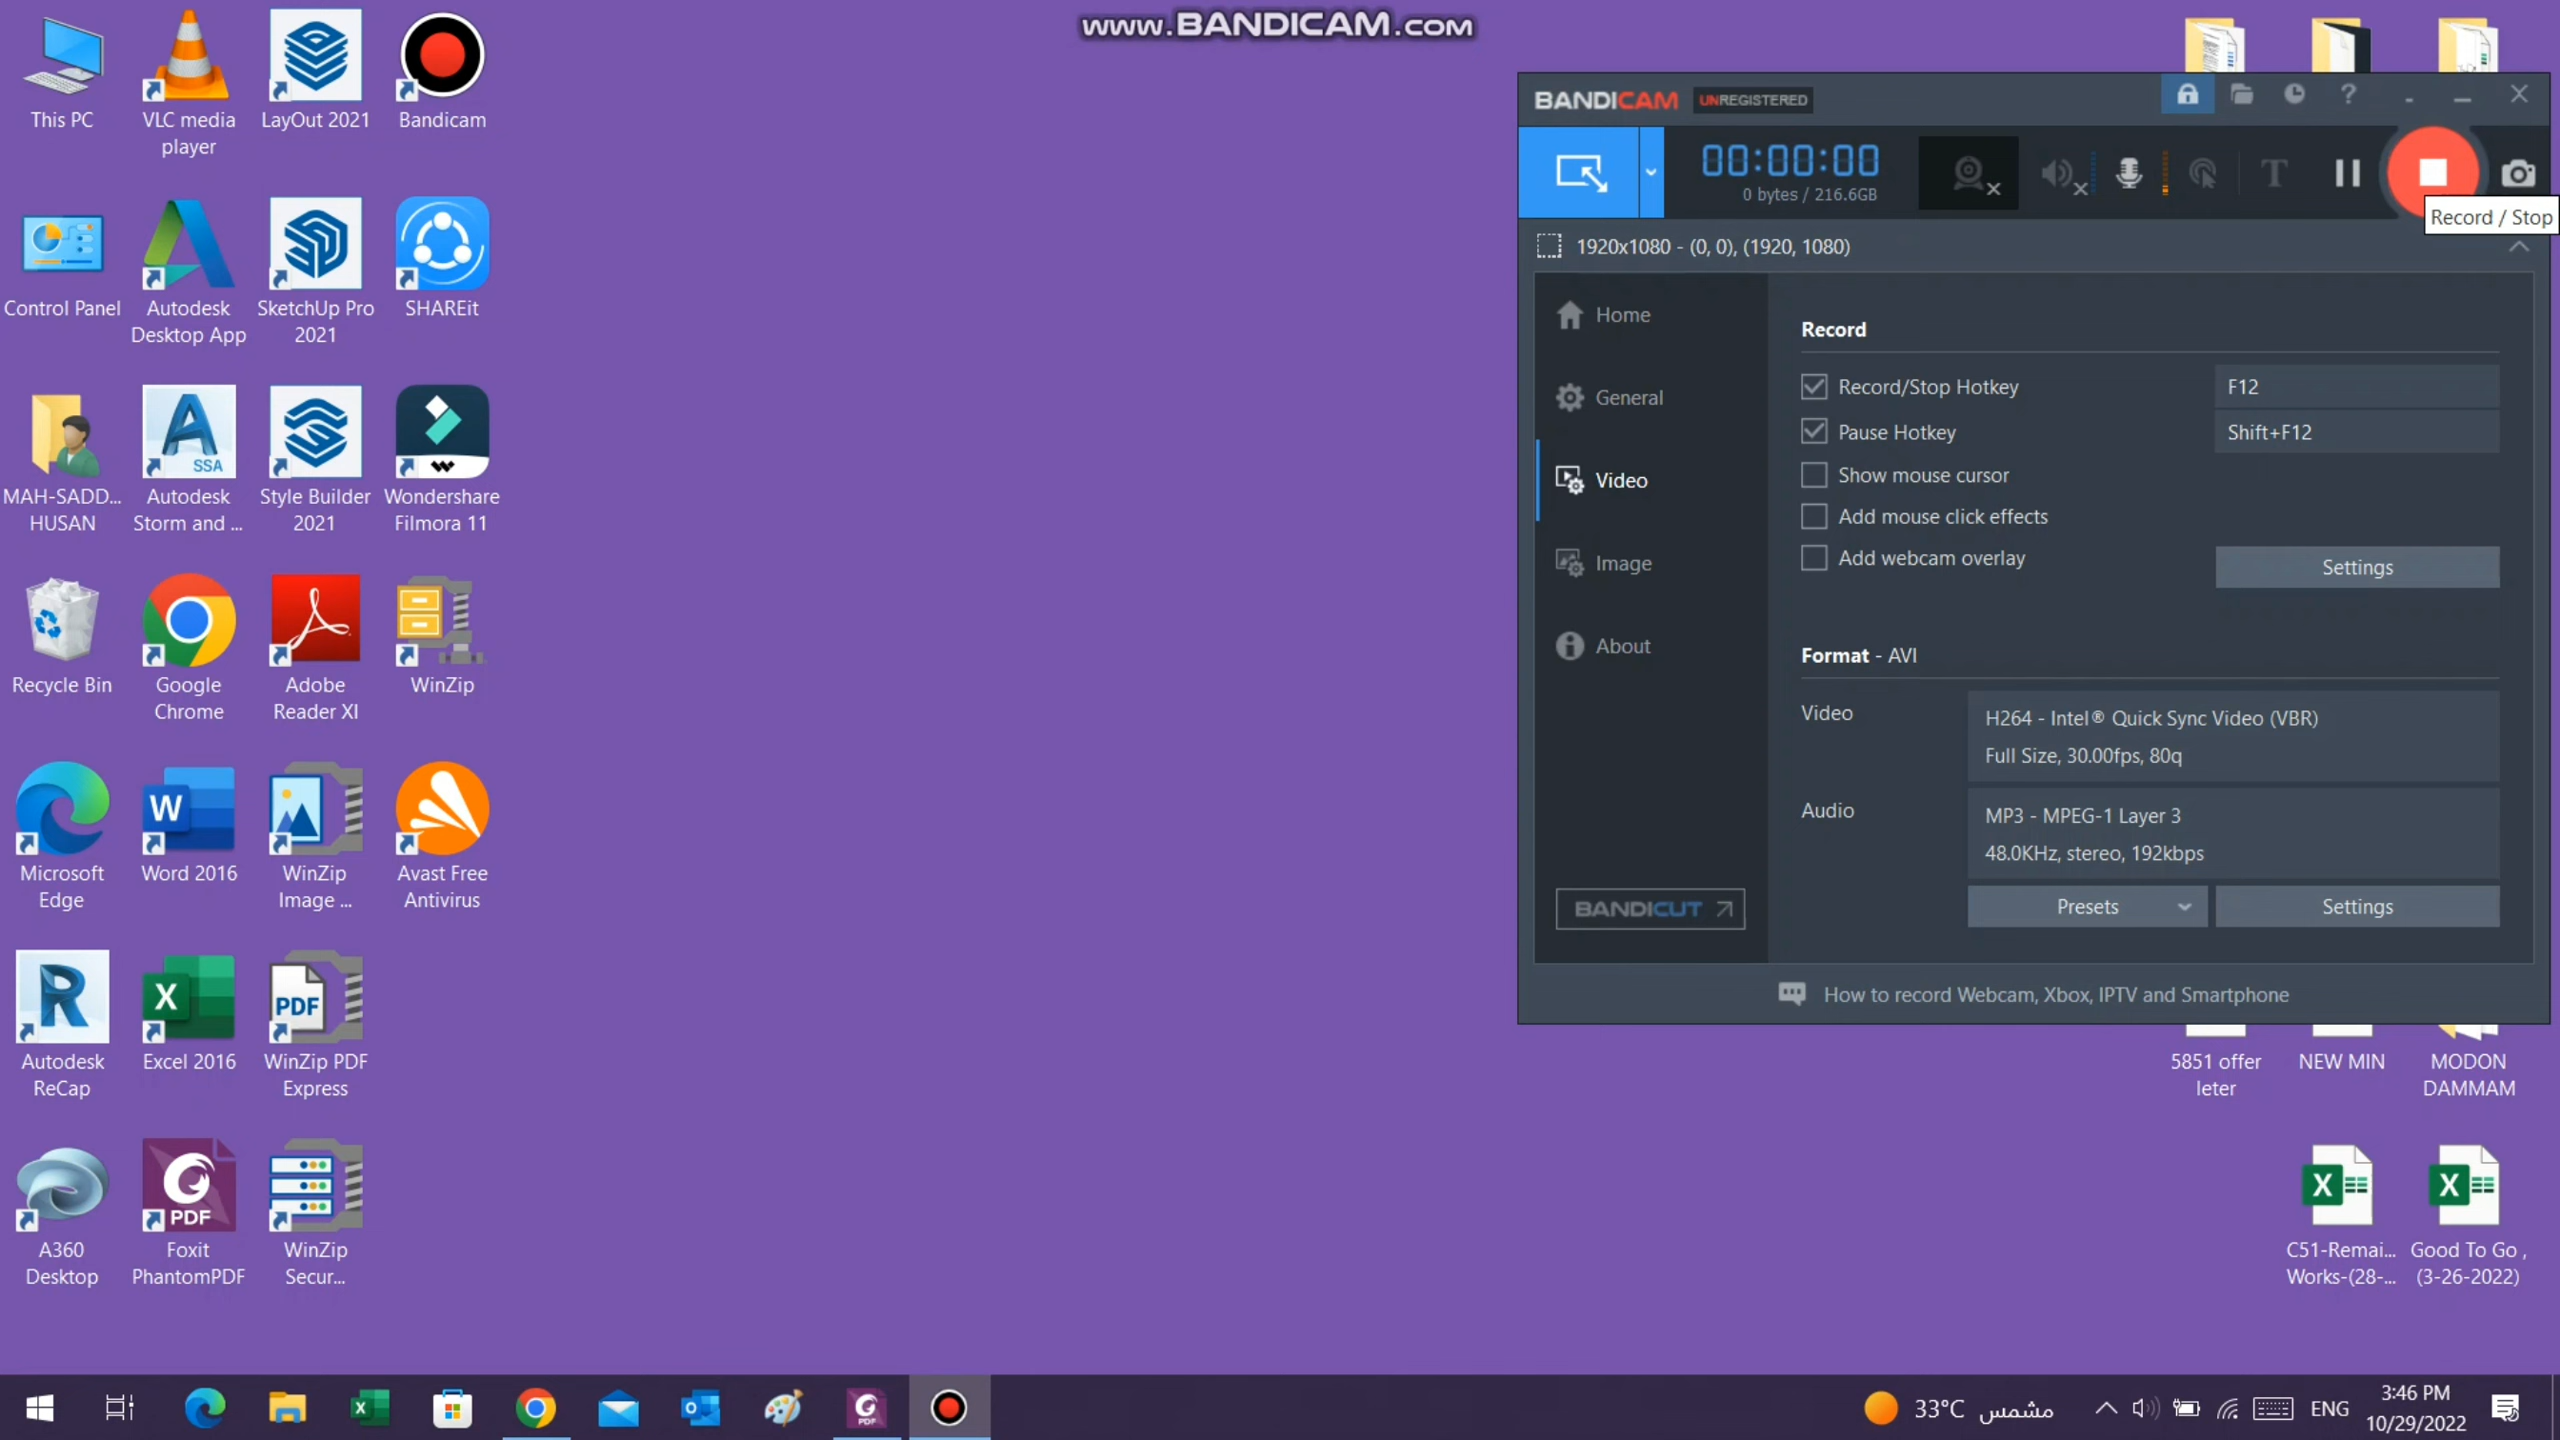 www.BANDICAM.com
This PC
VLC media
player
LayOut 2021
Bandicam
Control Panel
Autodesk
Desktop App
SketchUp Pro
2021
SHAREit
MAH-SADD...
HUSAN
SSA
Autodesk
Storm and ...
Style Builder
2021
Wondershare
Filmora 11
Recycle Bin
Google
Chrome
Adobe
Reader XI
WinZip
Microsoft
Edge
W
Word 2016
WinZip
Image ...
Avast Free
Antivirus
R
Autodesk
ReCap
X
Excel 2016
PDF
WinZip PDF
Express
A360
Desktop
PDF
Foxit
PhantomPDF
WinZip
Secur...
BANDICAM UNREGISTERED
00:00:00
0 bytes / 216.6GB
T
Record / Stop
1920x1080 - (0, 0), (1920, 1080)
Home
General
Video
Image
About
BANDICUT
Record
Record/Stop Hotkey F12
Pause Hotkey Shift+F12
Show mouse cursor
Add mouse click effects
Add webcam overlay
Settings
Format - AVI
Video
H264 - Intel® Quick Sync Video (VBR)
Full Size, 30.00fps, 80q
Audio
MP3 - MPEG-1 Layer 3
48.0KHz, stereo, 192kbps
Presets
Settings
How to record Webcam, Xbox, IPTV and Smartphone
5851 offer
leter
NEW MIN
MODON
DAMMAM
X
C51-Remai...
Works-(28-...
X
Good To Go ,
(3-26-2022)
33°C مشمس
ENG
3:46 PM
10/29/2022